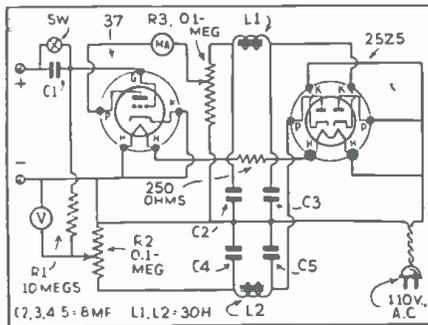 SW
37
R3, 0.1-
MEG
L1
25Z5
MA
+
C1
G
P
K
H
H
K
K
P
P
H
H
−
250
OHMS
V
C2
C3
R2
0.1-
MEG
C4
C5
R1
10 MEGS
L2
110V.,
A.C
C2,3,4 5=8MF L1,L2=30H